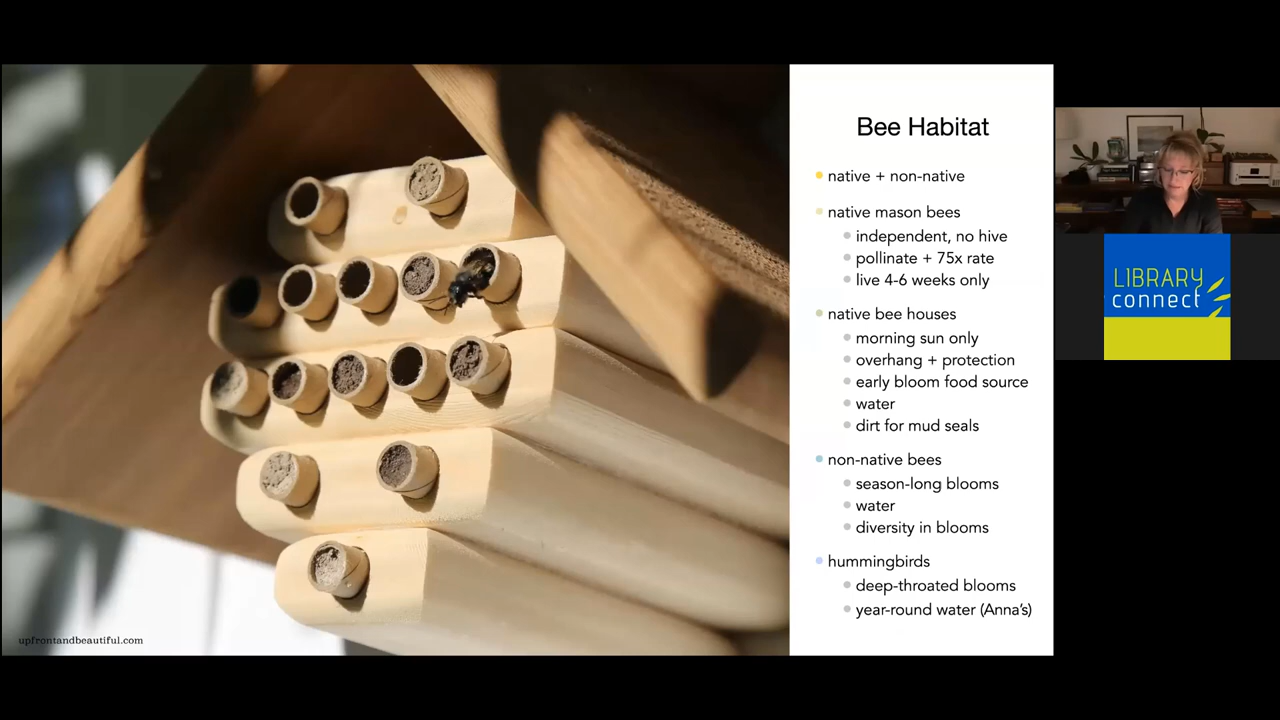 Bee Habitat
native + non-native
native mason bees
independent, no hive
pollinate + 75x rate
live 4-6 weeks only
native bee houses
morning sun only
overhang + protection
early bloom food source
water
dirt for mud seals
non-native bees
season-long blooms
water
diversity in blooms
hummingbirds
deep-throated blooms
year-round water (Anna's)
upfrontandbeautiful.com
LIBRARY
connect